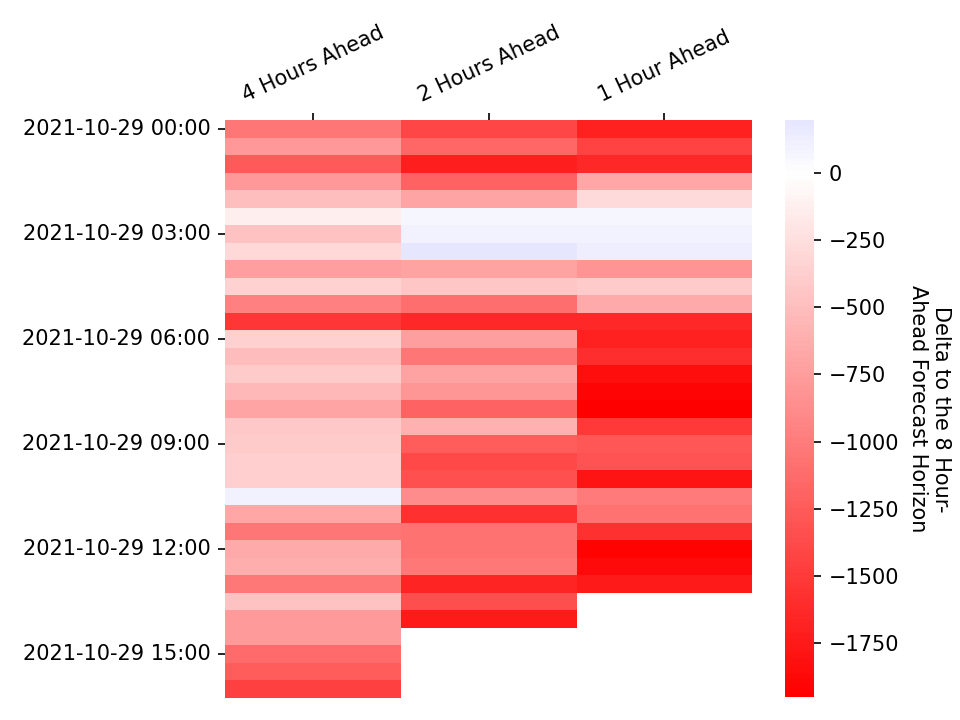 4 Hours Ahead
2 Hours Ahead
1 Hour Ahead
2021-10-29 00:00
2021-10-29 03:00
2021-10-29 06:00
2021-10-29 09:00
2021-10-29 12:00
2021-10-29 15:00
0
−250
−500
−750
−1000
−1250
−1500
−1750
Delta to the 8 Hour-
Ahead Forecast Horizon